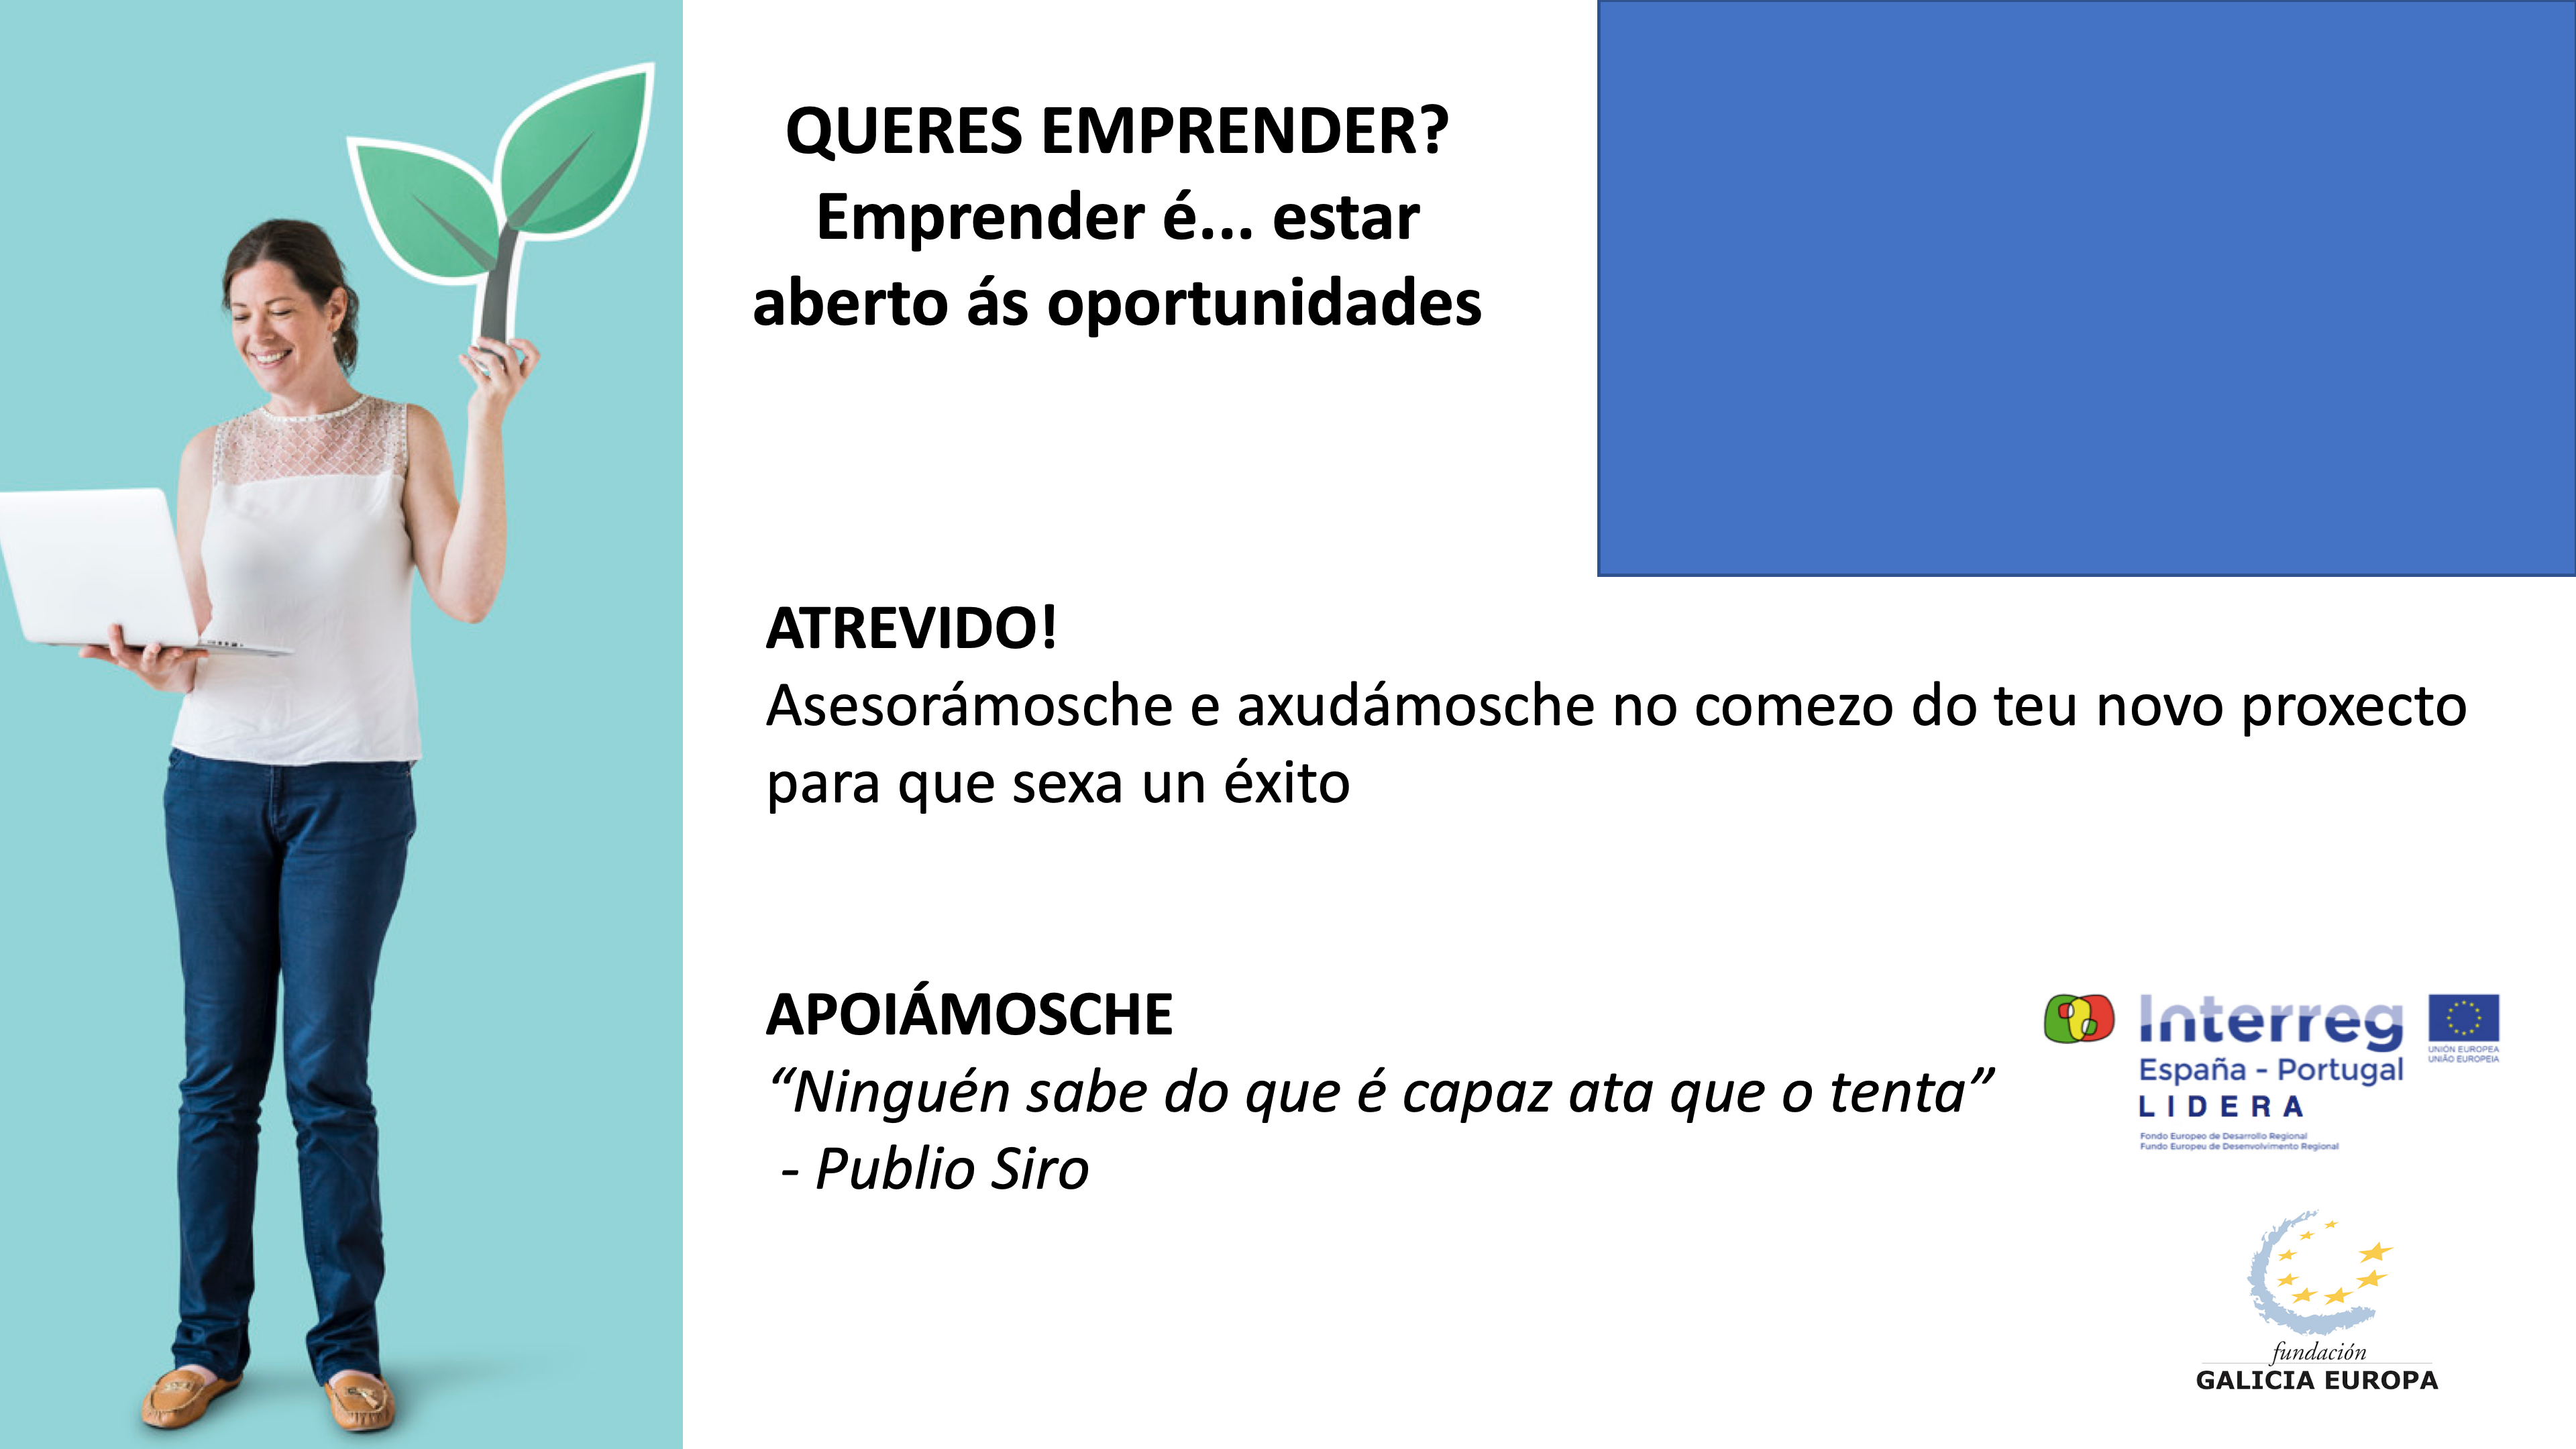 QUERES EMPRENDER?
Emprender é... estar
aberto ás oportunidades
ATREVIDO!
Asesorámosche e axudámosche no comezo do teu novo proxecto
para que sexa un éxito
APOIÁMOSCHE
“Ninguén sabe do que é capaz ata que o tenta”
- Publio Siro
Interreg
España - Portugal
LIDERA
Fondo Europeo de Desarrollo Regional
Fundo Europeu de Desenvolvimento Regional
UNIÓN EUROPEA
UNIÃO EUROPEIA
fundación
GALICIA EUROPA